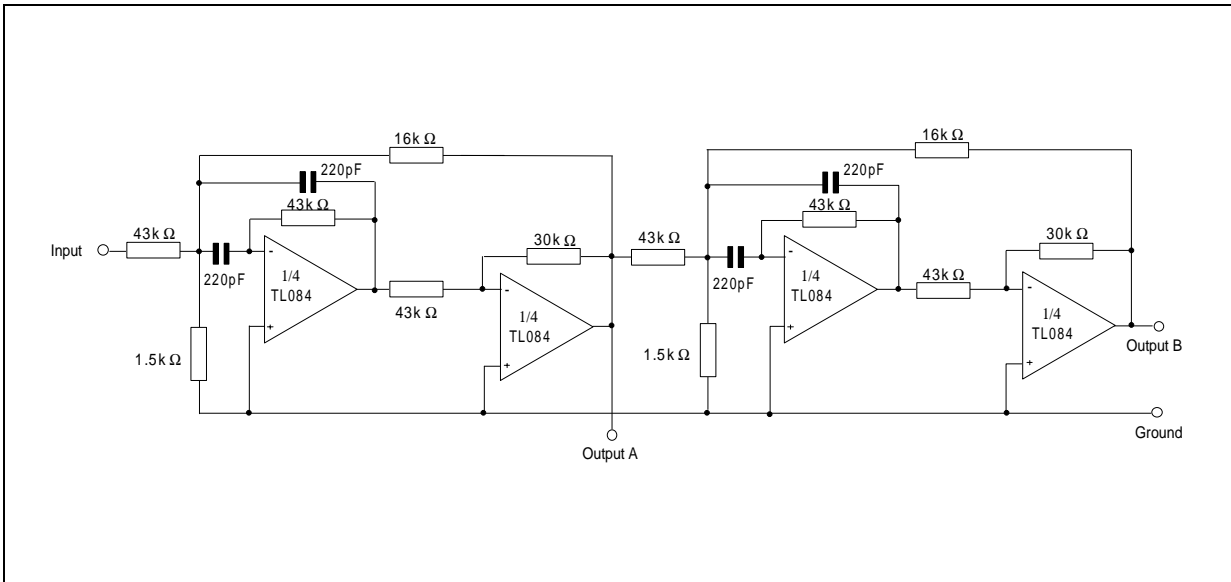 16k Ω
220pF
43k Ω
Input
43k Ω
220pF
-
1/4
TL084
+
1.5k Ω
43k Ω
30k Ω
-
1/4
TL084
+
Output A
43k Ω
16k Ω
220pF
43k Ω
220pF
-
1/4
TL084
+
1.5k Ω
43k Ω
30k Ω
-
1/4
TL084
+
Output B
Ground